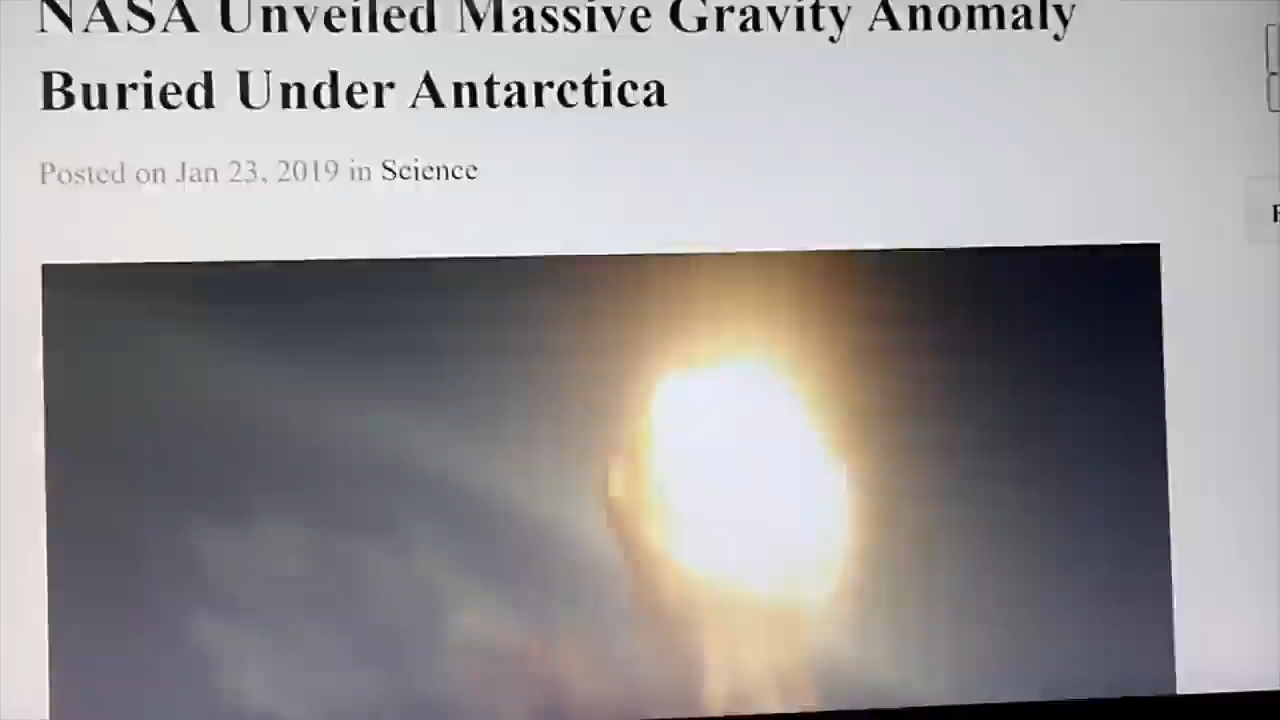 NASA Unveiled Massive Gravity Anomaly
Buried Under Antarctica
Posted on Jan 23, 2019 in Science